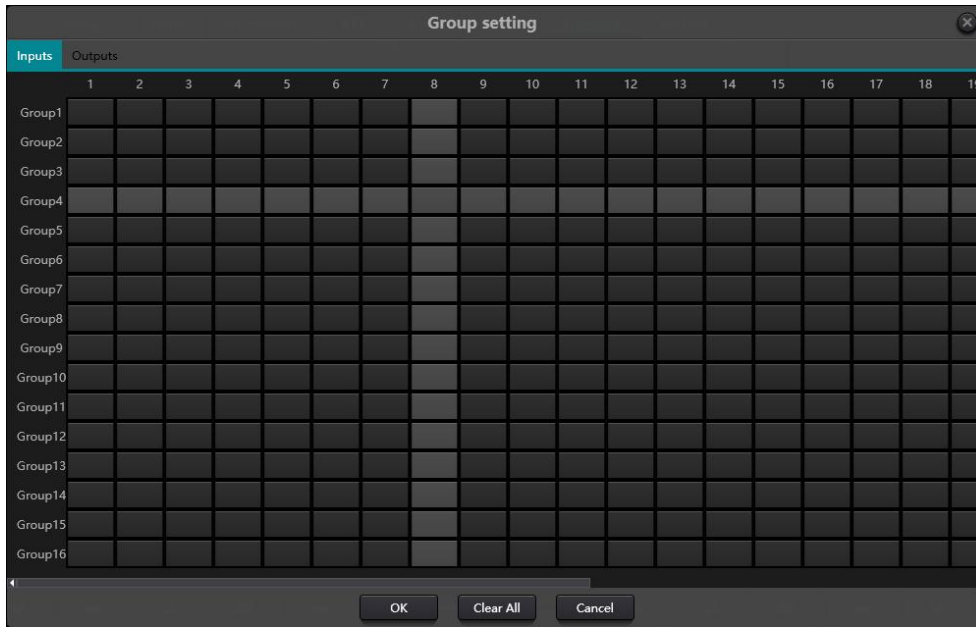 Group setting
Inputs Outputs
1 2 3 4 5 6 7 8 9 10 11 12 13 14 15 16 17 18
Group1
Group2
Group3
Group4
Group5
Group6
Group7
Group8
Group9
Group10
Group11
Group12
Group13
Group14
Group15
Group16
OK Clear All Cancel